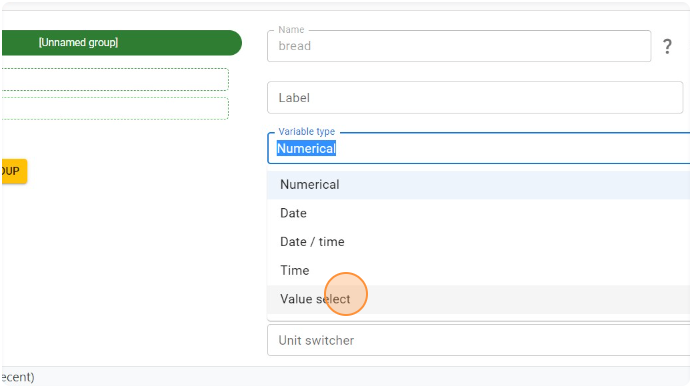 [Unnamed group]
Name
bread
?
Label
Variable type
Numerical
OUP
Numerical
Date
Date / time
Time
Value select
Unit switcher
ecent)